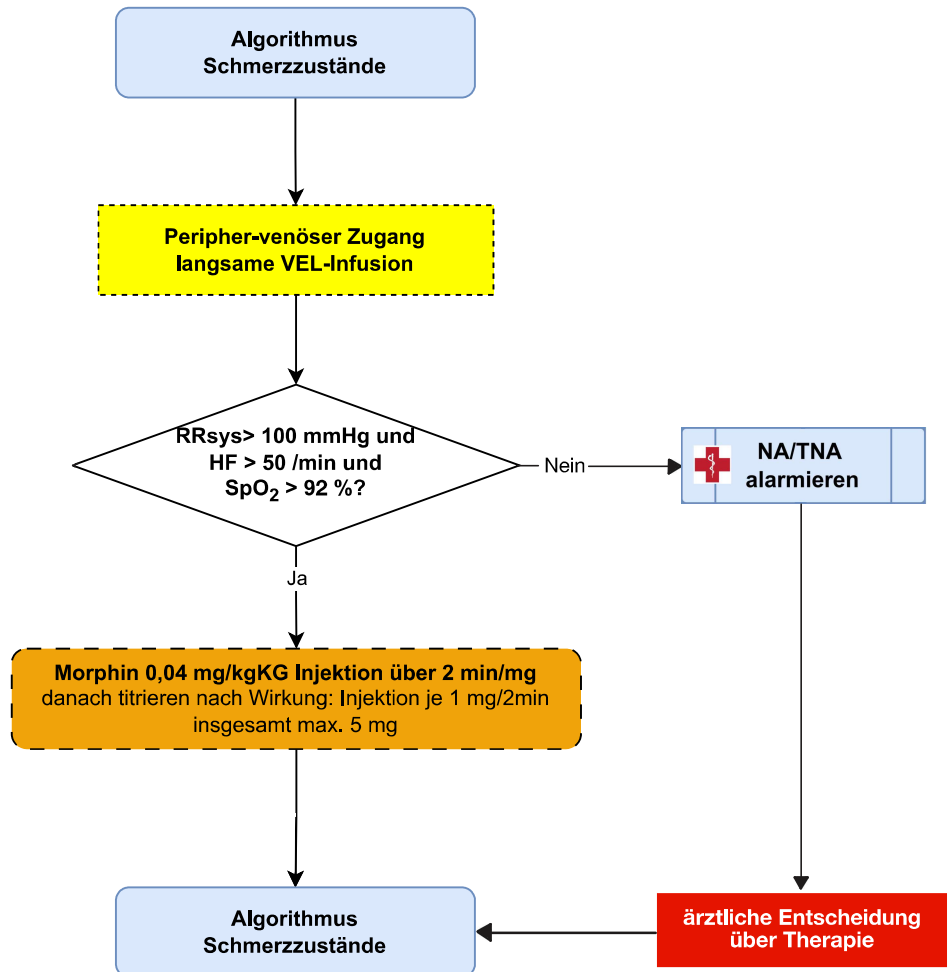 Algorithmus
Schmerzzustände
Peripher-venöser Zugang
langsame VEL-Infusion
RRsys> 100 mmHg und
HF > 50 /min und
SpO₂ > 92 %?
Nein
NA/TNA
alarmieren
Ja
Morphin 0,04 mg/kgKG Injektion über 2 min/mg
danach titrieren nach Wirkung: Injektion je 1 mg/2min
insgesamt max. 5 mg
Algorithmus
Schmerzzustände
ärztliche Entscheidung
über Therapie